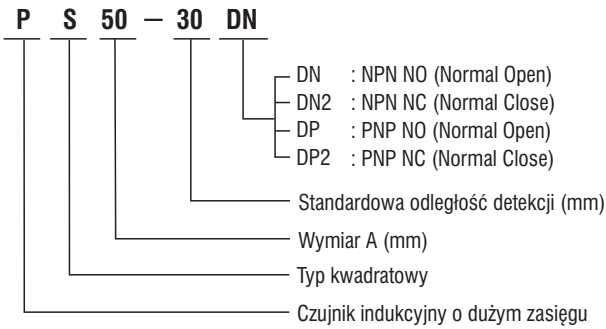 P S 50 – 30 DN
DN : NPN NO (Normal Open)
DN2 : NPN NC (Normal Close)
DP : PNP NO (Normal Open)
DP2 : PNP NC (Normal Close)
Standardowa odległość detekcji (mm)
Wymiar A (mm)
Typ kwadratowy
Czujnik indukcyjny o dużym zasięgu